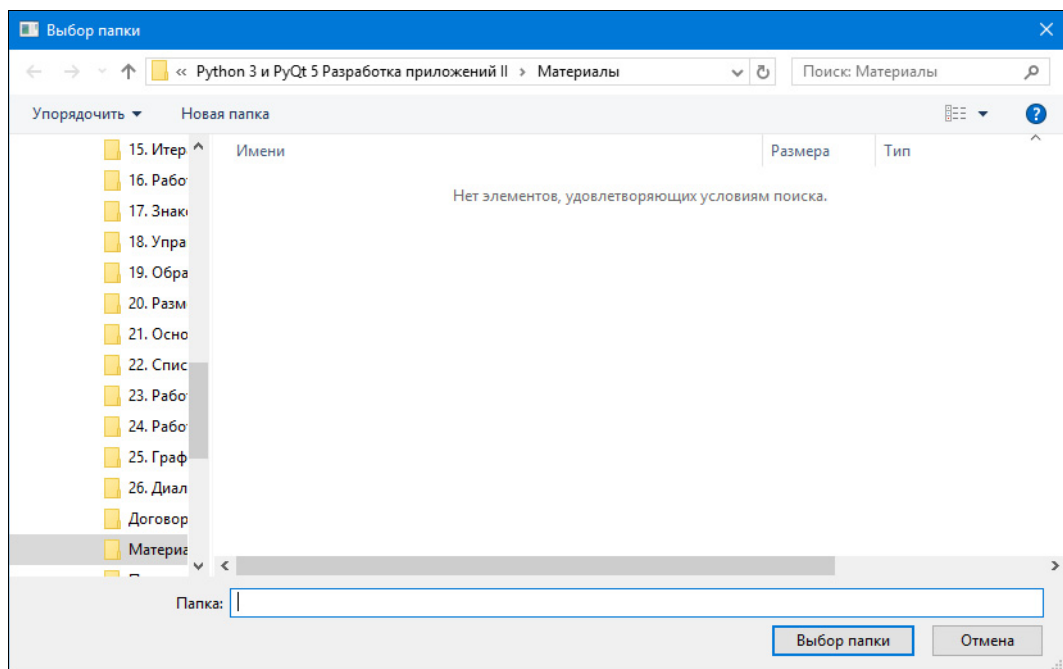 Выбор папки
« Python 3 и PyQt 5 Разработка приложений II › Материалы
Поиск: Материалы
Упорядочить Новая папка
15. Итер
Имени Размера Тип
16. Рабо
Нет элементов, удовлетворяющих условиям поиска.
17. Знак
18. Упра
19. Обра
20. Разм
21. Осно
22. Спис
23. Рабо
24. Рабо
25. Граф
26. Диал
Договор
Материа
Папка:
Выбор папки Отмена